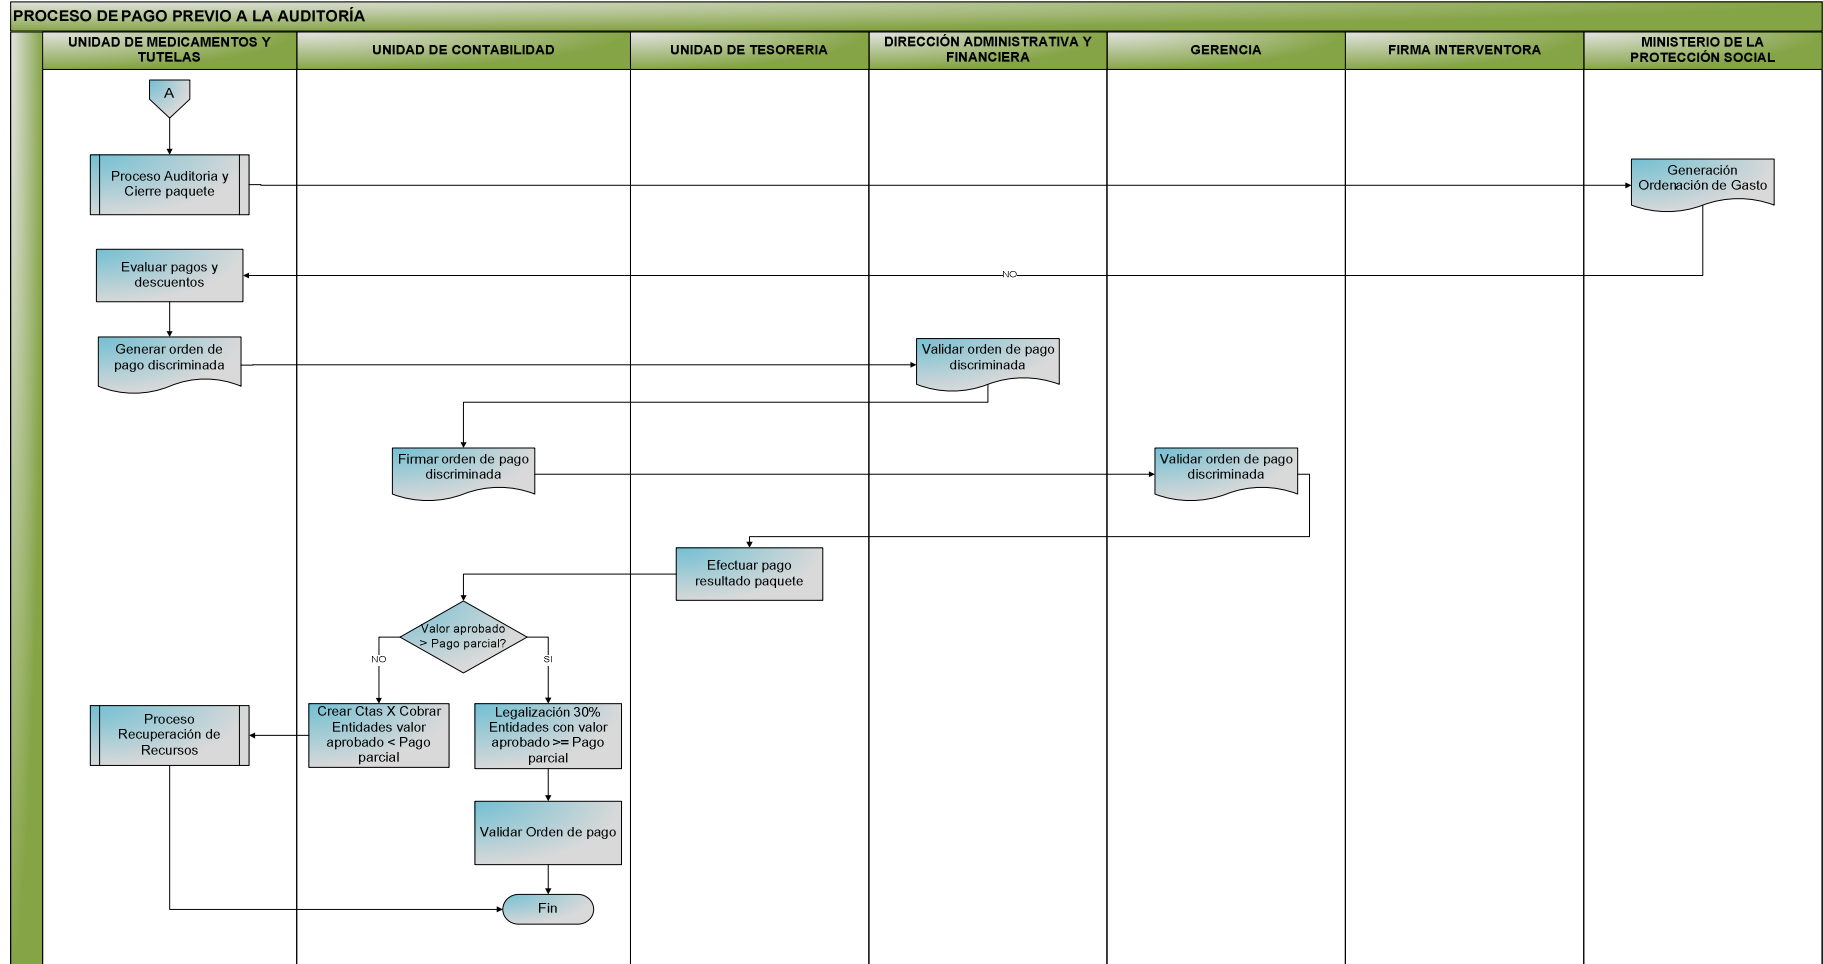 PROCESO DE PAGO PREVIO A LA AUDITORÍA
UNIDAD DE MEDICAMENTOS Y
TUTELAS
UNIDAD DE CONTABILIDAD
UNIDAD DE TESORERIA
DIRECCIÓN ADMINISTRATIVA Y
FINANCIERA
GERENCIA
FIRMA INTERVENTORA
MINISTERIO DE LA
PROTECCIÓN SOCIAL
A
Proceso Auditoria y
Cierre paquete
Generación
Ordenación de Gasto
Evaluar pagos y
descuentos
NO
Generar orden de
pago discriminada
Validar orden de pago
discriminada
Firmar orden de pago
discriminada
Validar orden de pago
discriminada
Efectuar pago
resultado paquete
Valor aprobado
> Pago parcial?
NO
SI
Proceso
Recuperación de
Recursos
Crear Ctas X Cobrar
Entidades valor
aprobado < Pago
parcial
Legalización 30%
Entidades con valor
aprobado >= Pago
parcial
Validar Orden de pago
Fin